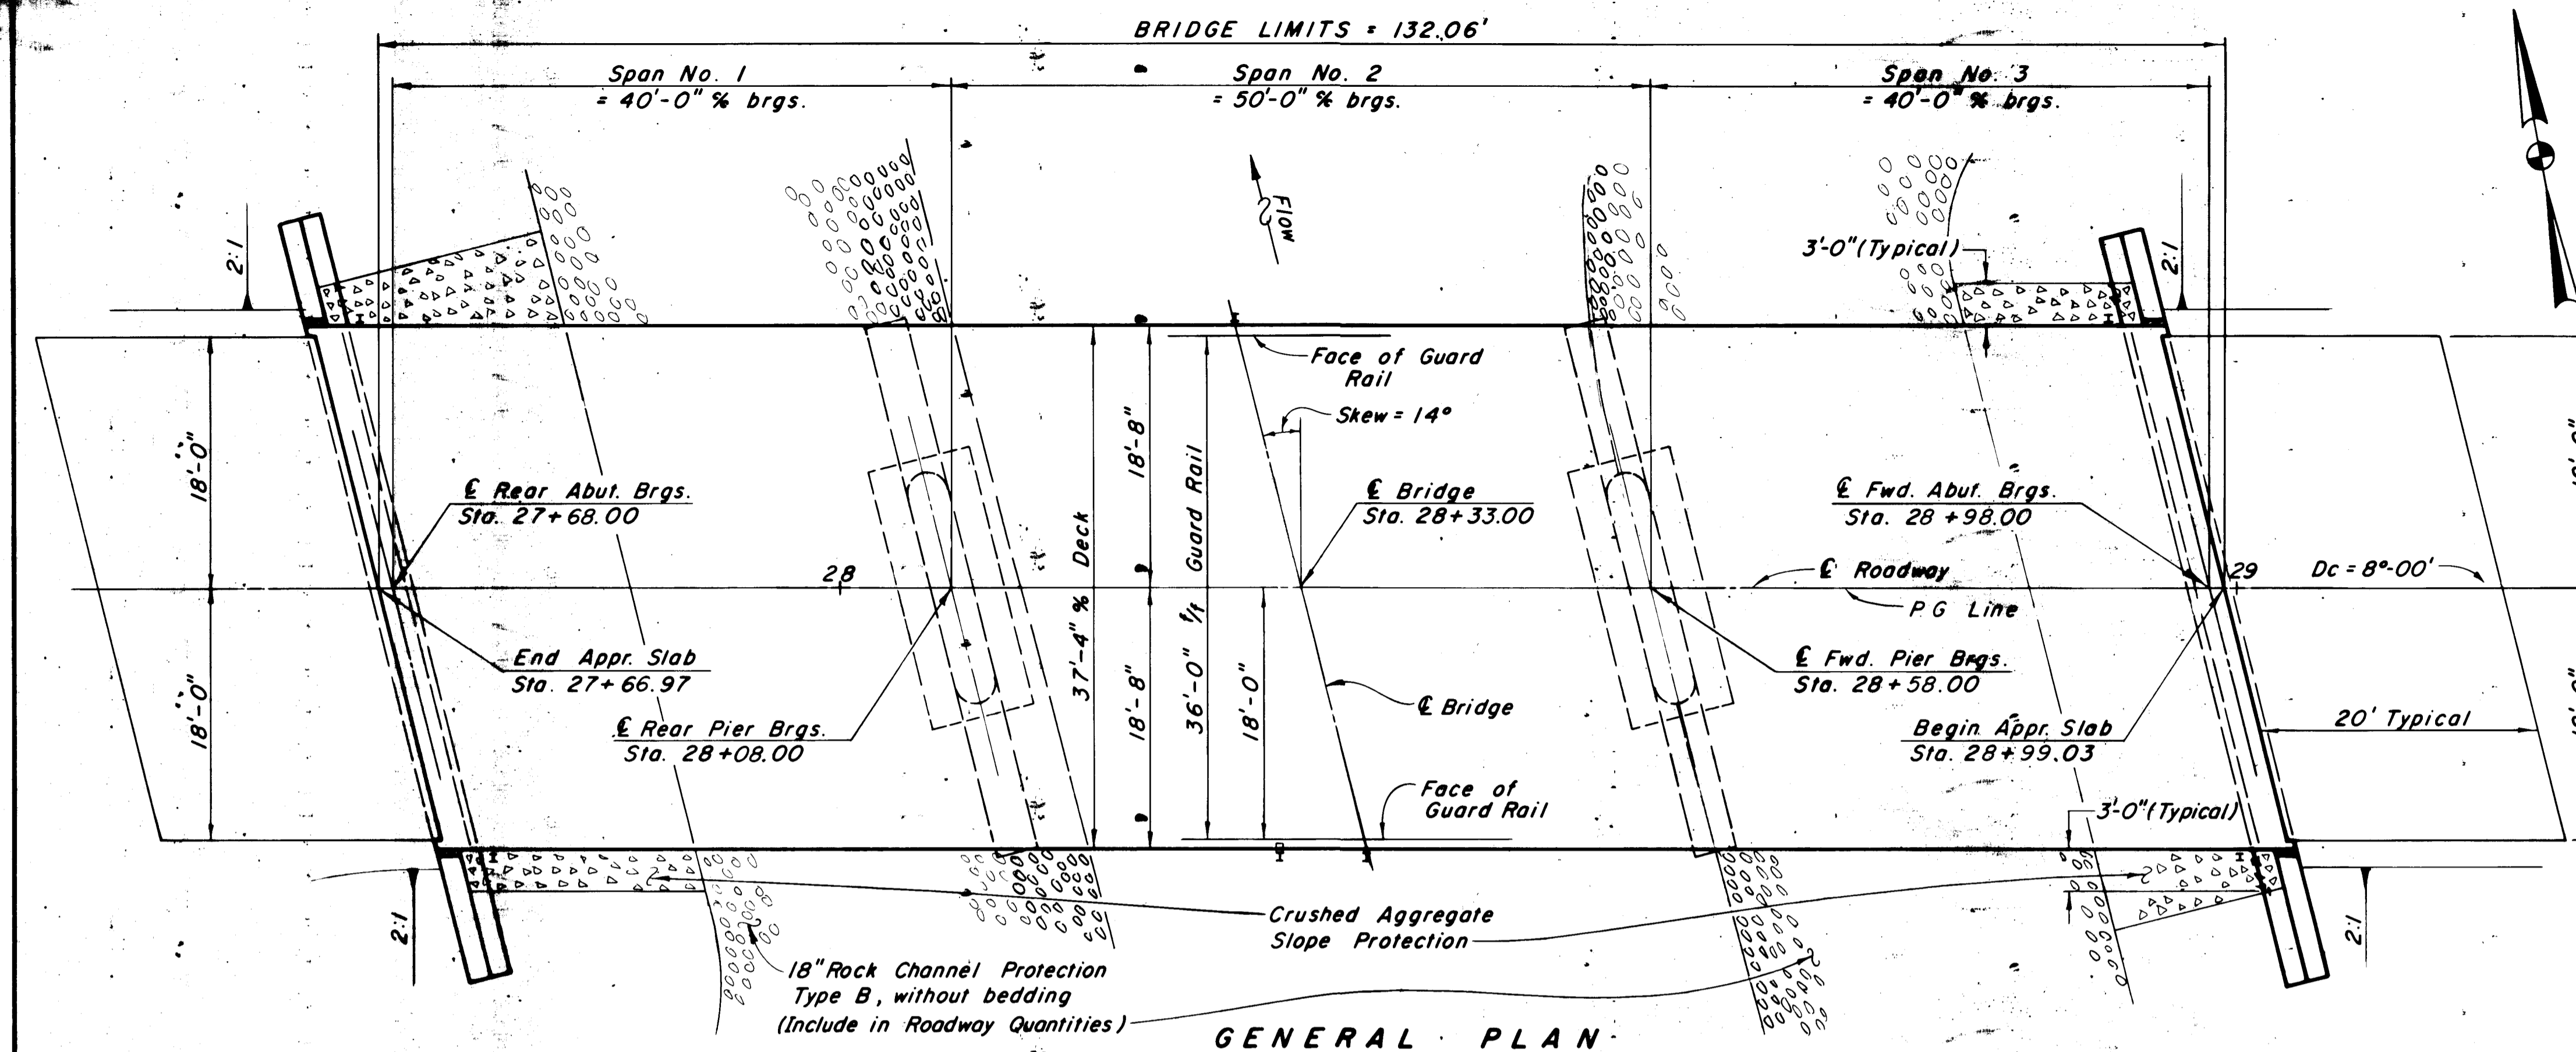 BRIDGE LIMITS = 132.06'
Span No. 1
= 40'-0" % brgs.
Span No. 2
= 50'-0" % brgs.
Span No. 3
= 40'-0" % brgs.
Flow
2:1
3'-0" (Typical)
2:1
Face of Guard
Rail
Skew = 14°
18'-0"
18'-8"
36'-0" f/f Guard Rail
37'-4" % Deck
℄ Rear Abut. Brgs.
Sta. 27+68.00
℄ Bridge
Sta. 28+33.00
℄ Fwd. Abut. Brgs.
Sta. 28+98.00
28
℄ Roadway
P.G Line
29
Dc = 8°-00'
End Appr. Slab
Sta. 27+66.97
℄ Fwd. Pier Brgs.
Sta. 28+58.00
18'-0"
18'-8"
18'-0"
℄ Bridge
℄ Rear Pier Brgs.
Sta. 28+08.00
Begin Appr. Slab
Sta. 28+99.03
20' Typical
Face of
Guard Rail
3'-0" (Typical)
2:1
Crushed Aggregate
Slope Protection
2:1
18" Rock Channel Protection
Type B, without bedding
(Include in Roadway Quantities)
GENERAL PLAN